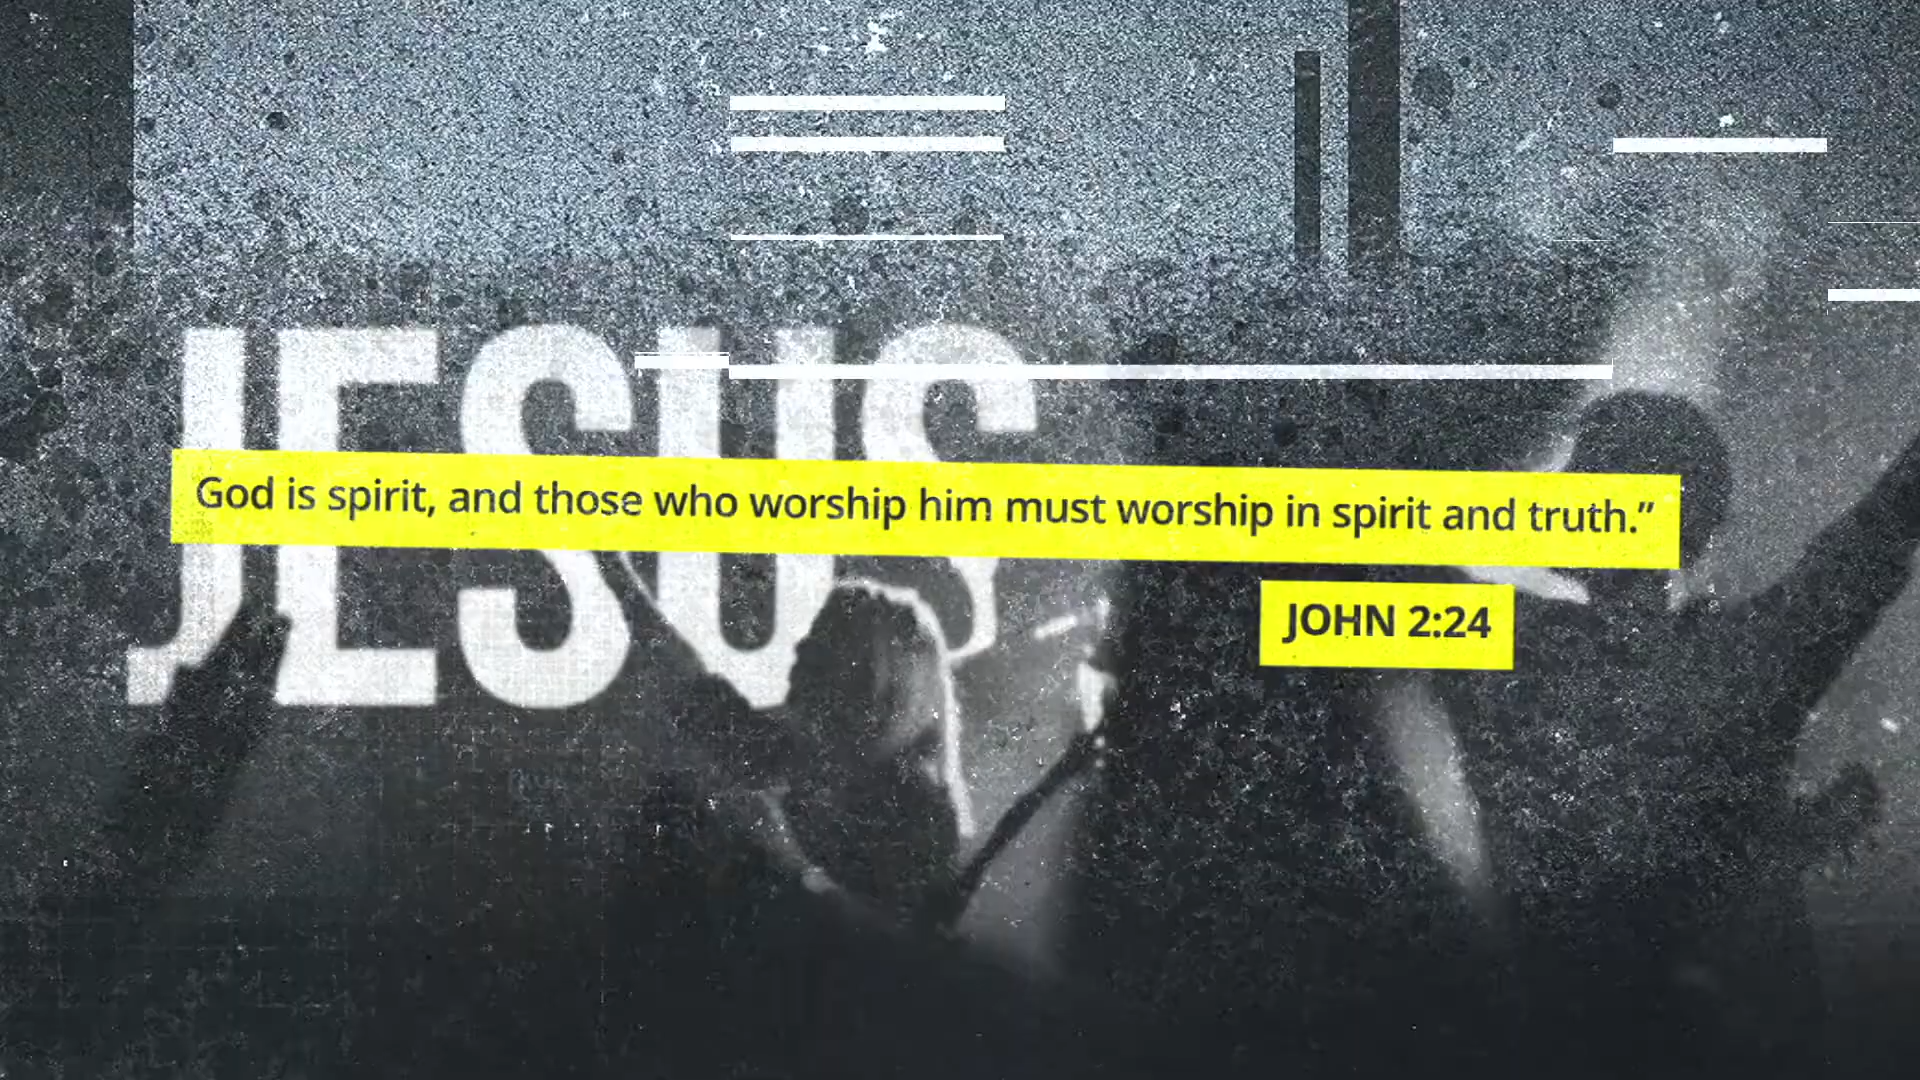 JESUS
God is spirit, and those who worship him must worship in spirit and truth.”
JOHN 2:24